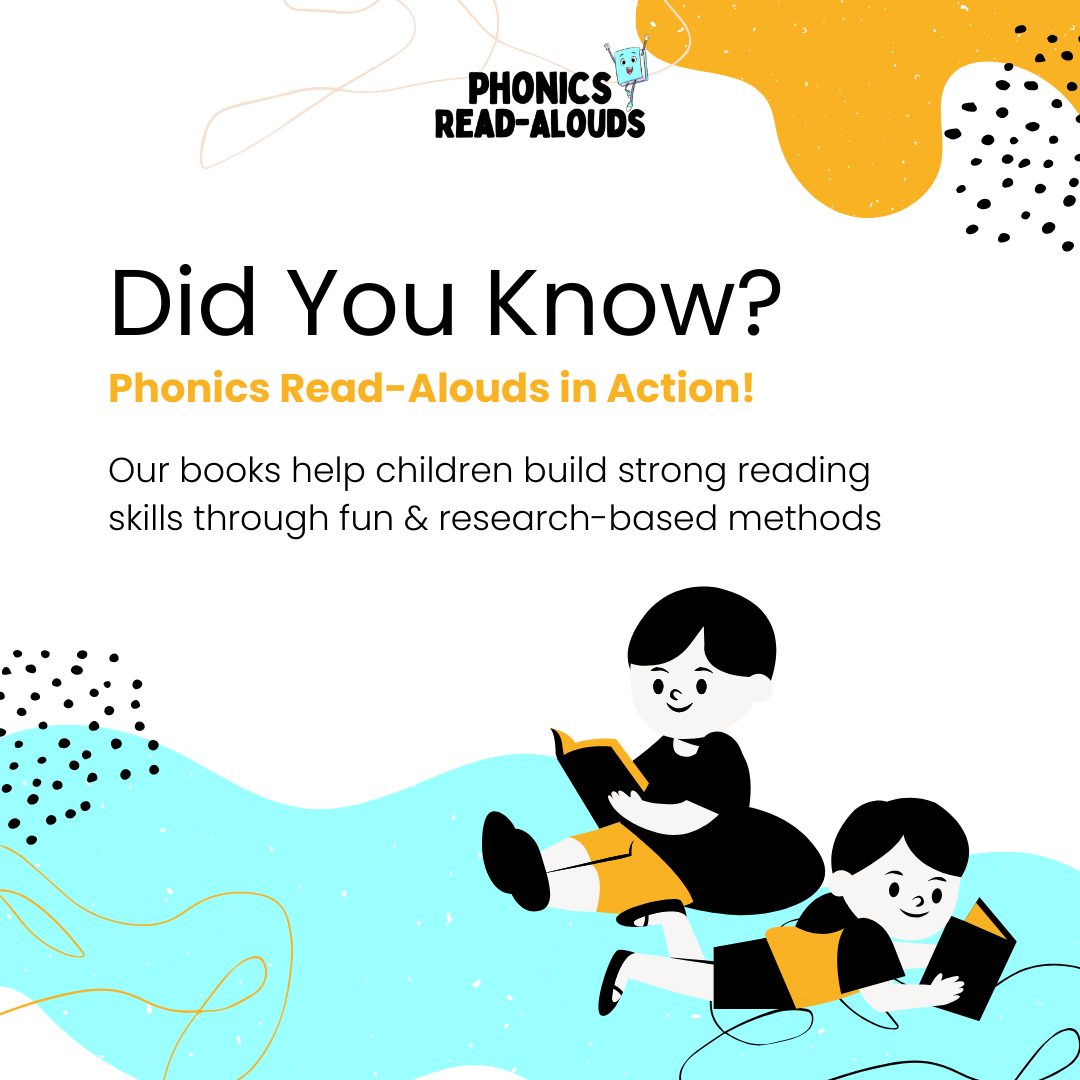 PHONICS
READ-ALOUDS
Did You Know?
Phonics Read-Alouds in Action!
Our books help children build strong reading
skills through fun & research-based methods